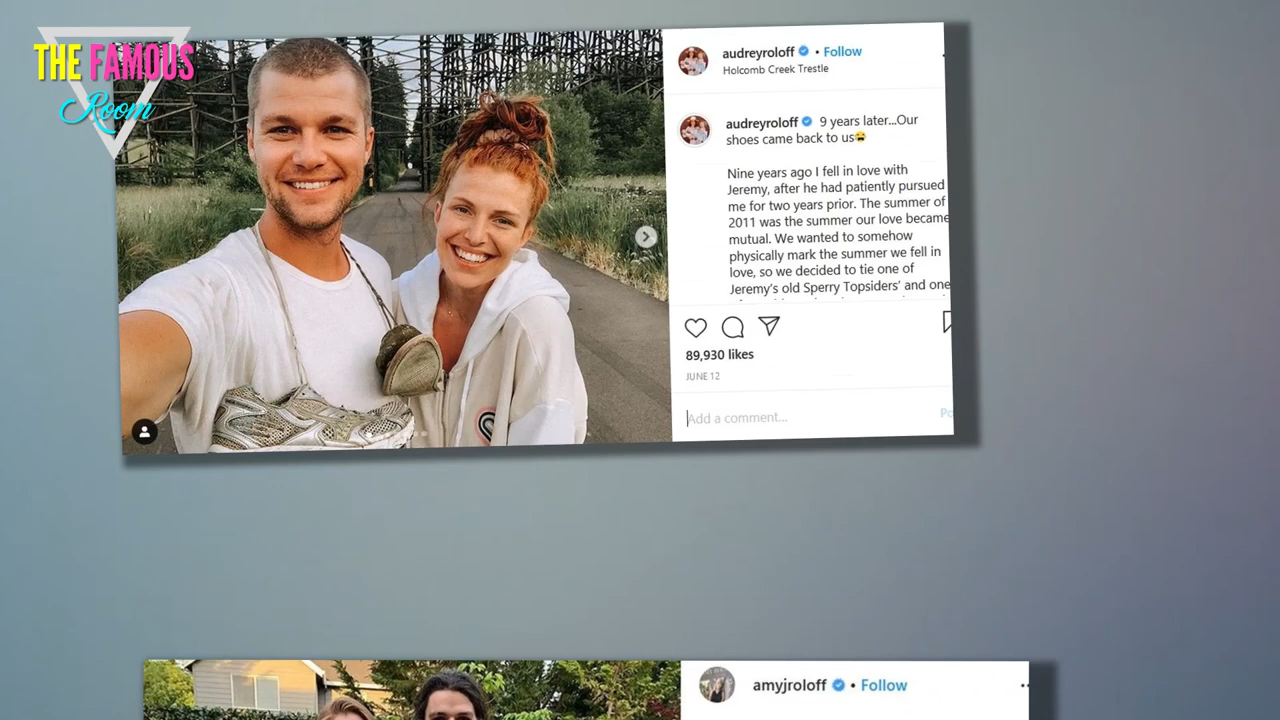 THE FAMOUS
Room
audreyroloff • Follow
Holcomb Creek Trestle
audreyroloff 9 years later...Our
shoes came back to us😭
Nine years ago I fell in love with
Jeremy, after he had patiently pursued
me for two years prior. The summer of
2011 was the summer our love became
mutual. We wanted to somehow
physically mark the summer we fell in
love, so we decided to tie one of
Jeremy's old Sperry Topsiders' and one
89,930 likes
JUNE 12
Add a comment...
Po
amyjroloff • Follow